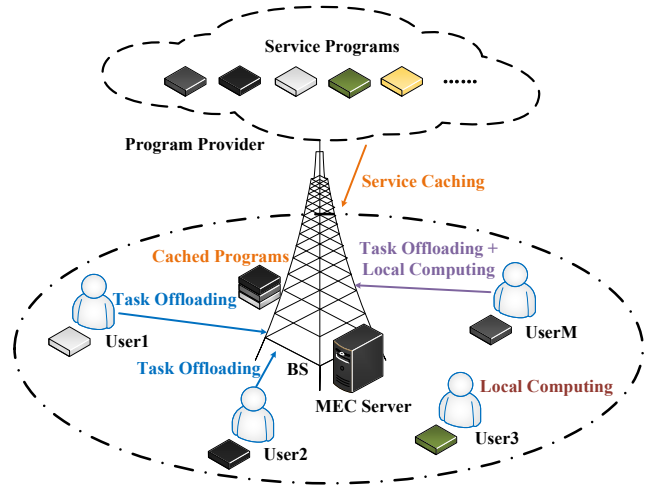 Service Programs
......
Program Provider
Service Caching
Cached Programs
Task Offloading +
Local Computing
Task Offloading
User1
UserM
Task Offloading
BS
MEC Server
Local Computing
User2
User3